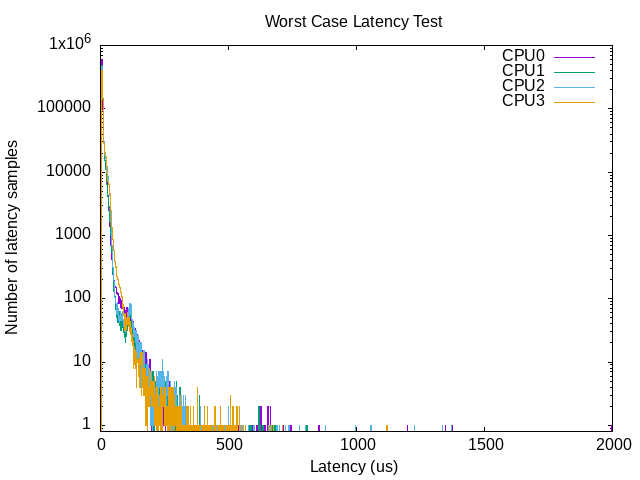 Worst Case Latency Test
1x10^6
100000
10000
1000
100
10
1
Number of latency samples
CPU0
CPU1
CPU2
CPU3
0 500 1000 1500 2000
Latency (us)